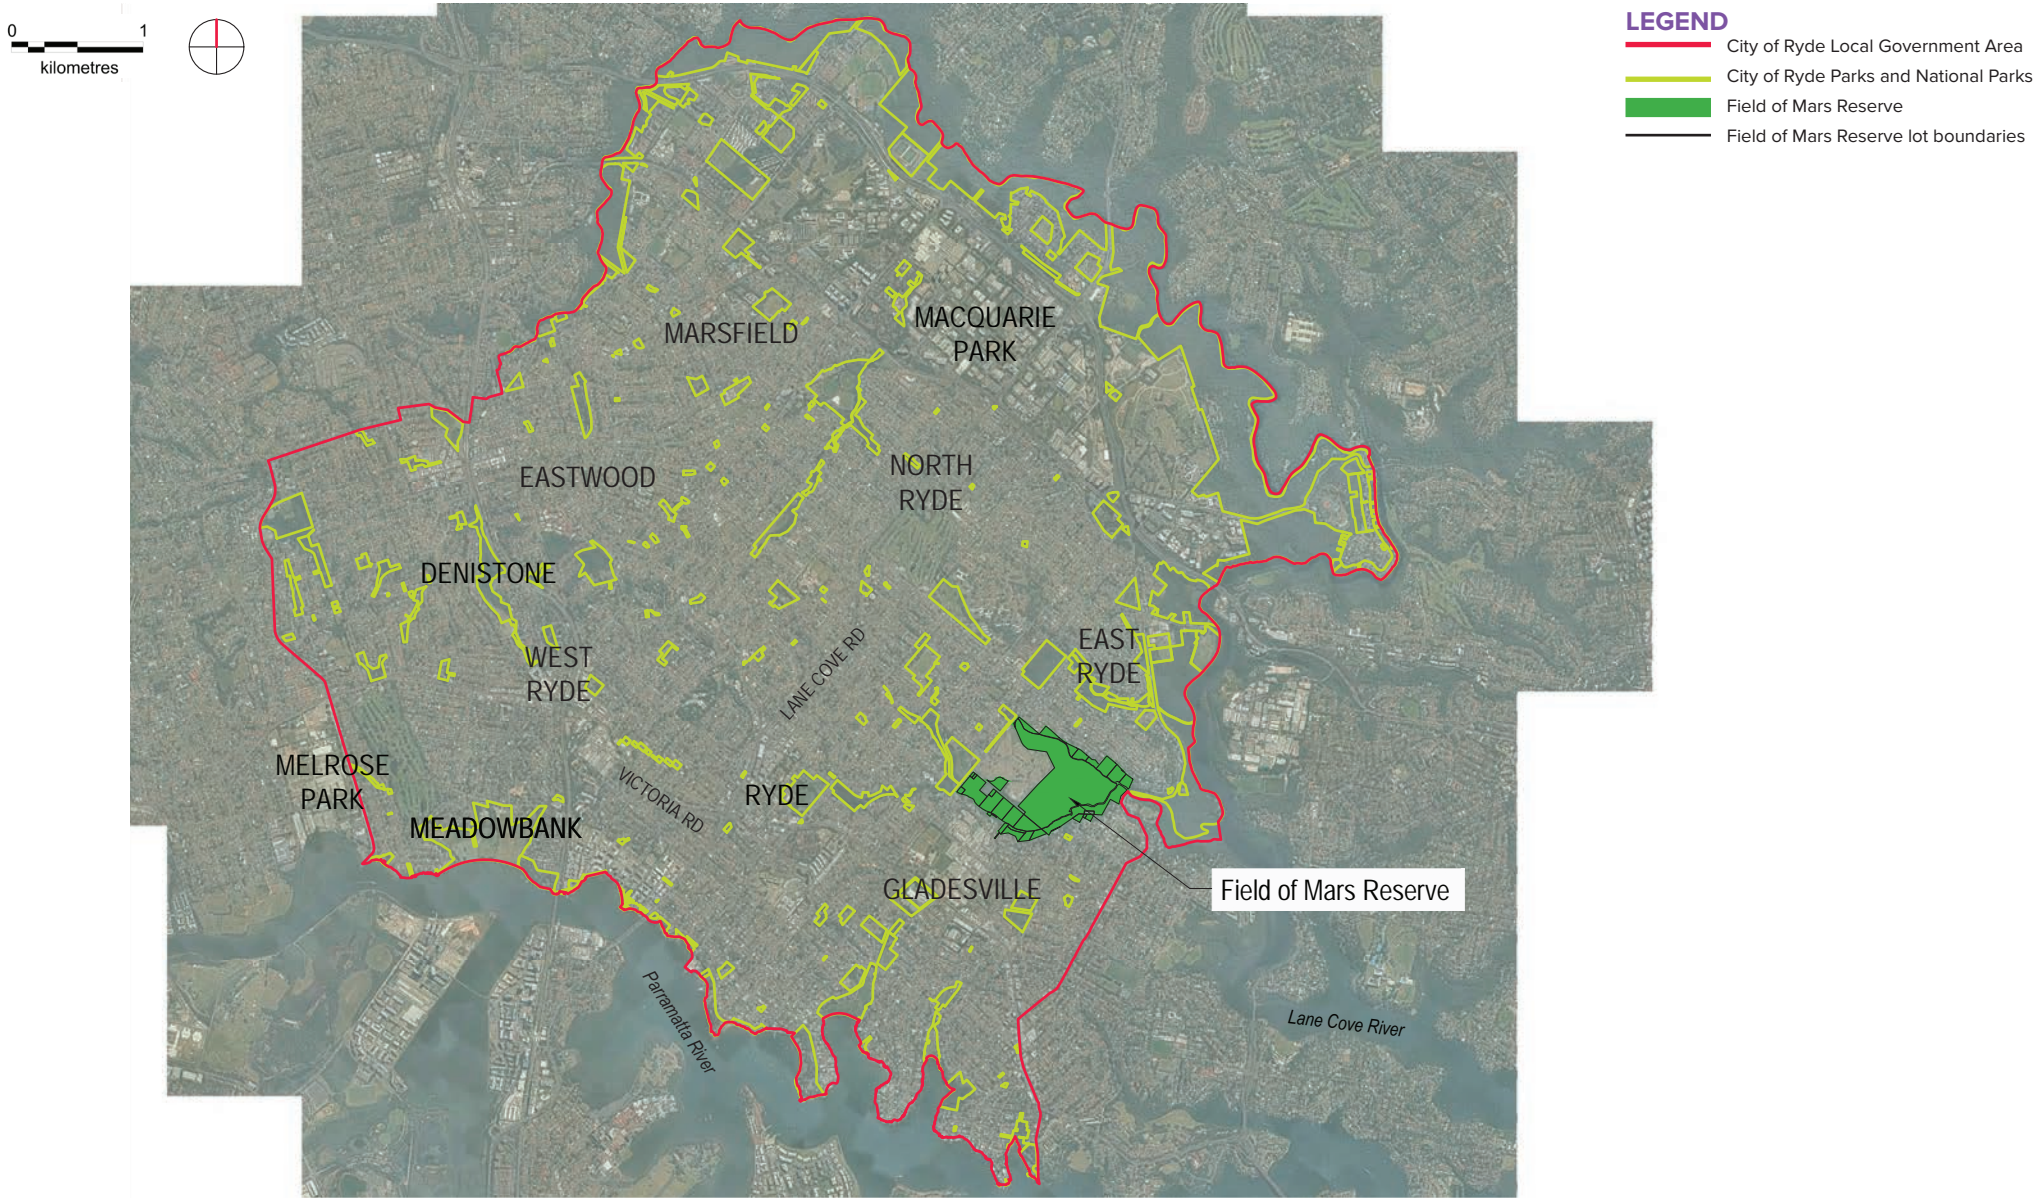 0 1
kilometres
LEGEND
City of Ryde Local Government Area
City of Ryde Parks and National Parks
Field of Mars Reserve
Field of Mars Reserve lot boundaries
MARSFIELD
MACQUARIE
PARK
EASTWOOD
NORTH
RYDE
DENISTONE
WEST
RYDE
LANE COVE RD
EAST
RYDE
MELROSE
PARK
VICTORIA RD
RYDE
MEADOWBANK
GLADESVILLE
Field of Mars Reserve
Parramatta River
Lane Cove River